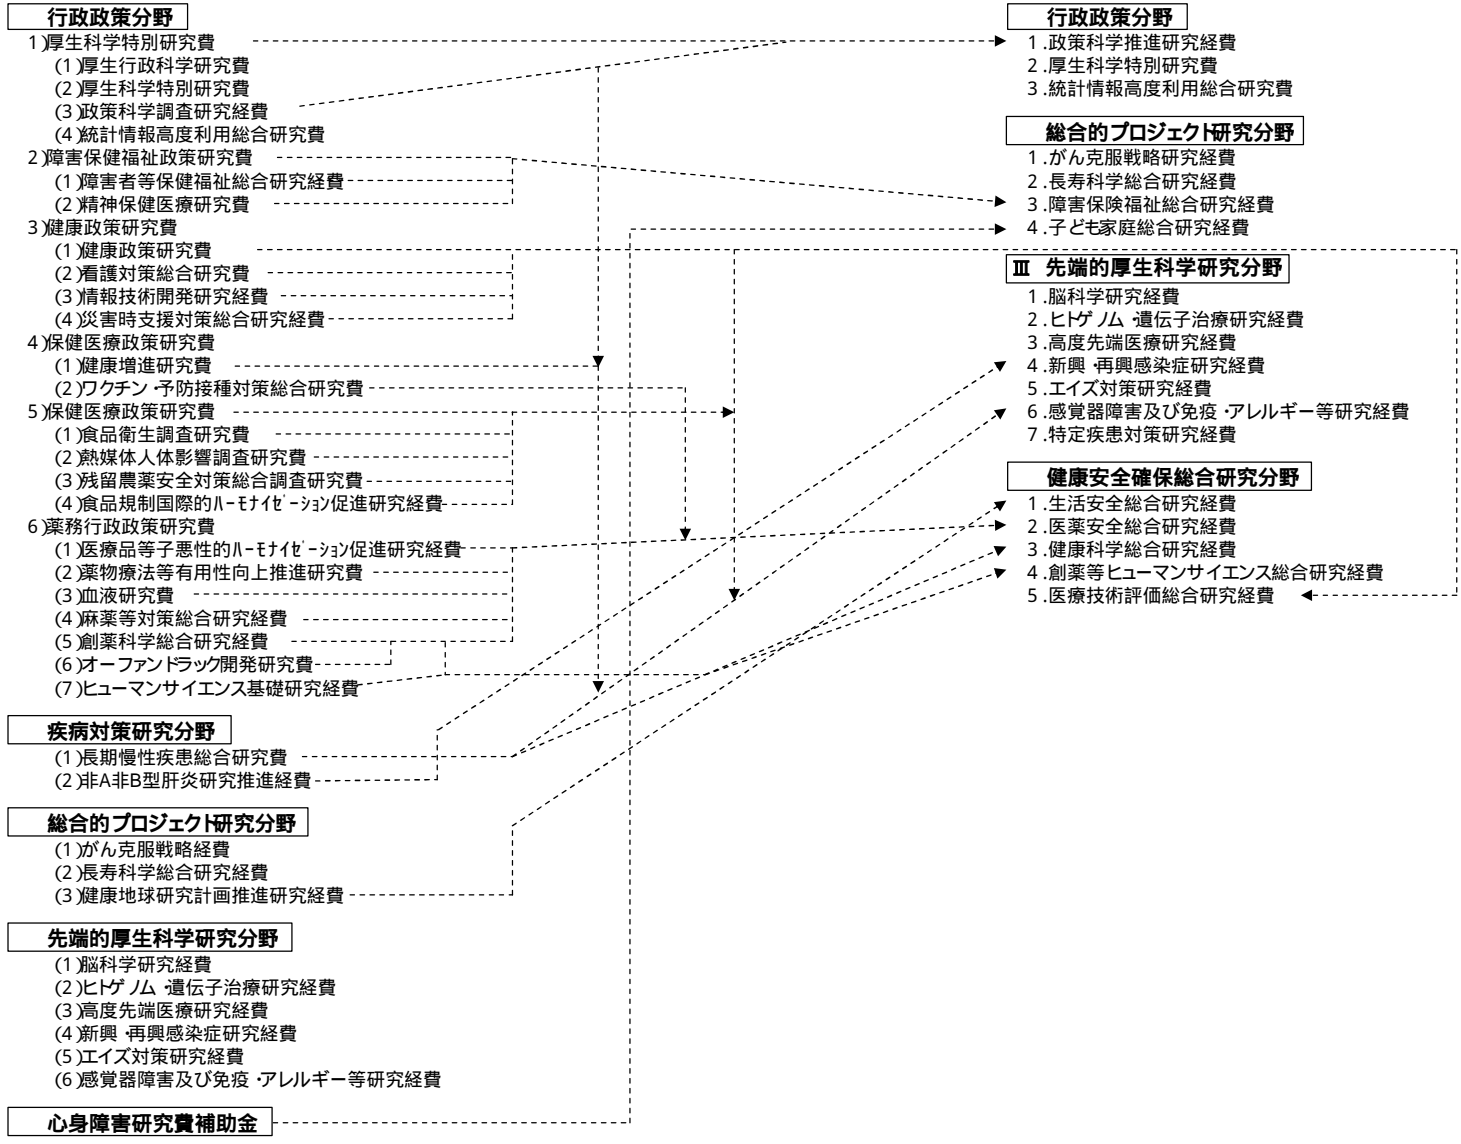 行政政策分野
1)厚生科学特別研究費
(1)厚生行政科学研究費
(2)厚生科学特別研究費
(3)政策科学調査研究経費
(4)統計情報高度利用総合研究費
2)障害保健福祉政策研究費
(1)障害者等保健福祉総合研究経費
(2)精神保健医療研究費
3)健康政策研究費
(1)健康政策研究費
(2)看護対策総合研究費
(3)情報技術開発研究経費
(4)災害時支援対策総合研究経費
4)保健医療政策研究費
(1)健康増進研究費
(2)ワクチン・予防接種対策総合研究費
5)保健医療政策研究費
(1)食品衛生調査研究費
(2)熱媒体人体影響調査研究費
(3)残留農薬安全対策総合調査研究費
(4)食品規制国際的ハーモナイゼーション促進研究経費
6)薬務行政政策研究費
(1)医療品等子悪性的ハーモナイゼーション促進研究経費
(2)薬物療法等有用性向上推進研究費
(3)血液研究費
(4)麻薬等対策総合研究経費
(5)創薬科学総合研究経費
(6)オーファンドラック開発研究費
(7)ヒューマンサイエンス基礎研究経費
疾病対策研究分野
(1)長期慢性疾患総合研究費
(2)非A非B型肝炎研究推進経費
総合的プロジェクト研究分野
(1)がん克服戦略経費
(2)長寿科学総合研究経費
(3)健康地球研究計画推進研究経費
先端的厚生科学研究分野
(1)脳科学研究経費
(2)ヒトゲノム・遺伝子治療研究経費
(3)高度先端医療研究経費
(4)新興・再興感染症研究経費
(5)エイズ対策研究経費
(6)感覚器障害及び免疫・アレルギー等研究経費
心身障害研究費補助金
行政政策分野
1.政策科学推進研究経費
2.厚生科学特別研究費
3.統計情報高度利用総合研究費
総合的プロジェクト研究分野
1.がん克服戦略研究経費
2.長寿科学総合研究経費
3.障害保険福祉総合研究経費
4.子ども家庭総合研究経費
Ⅲ 先端的厚生科学研究分野
1.脳科学研究経費
2.ヒトゲノム・遺伝子治療研究経費
3.高度先端医療研究経費
4.新興・再興感染症研究経費
5.エイズ対策研究経費
6.感覚器障害及び免疫・アレルギー等研究経費
7.特定疾患対策研究経費
健康安全確保総合研究分野
1.生活安全総合研究経費
2.医薬安全総合研究経費
3.健康科学総合研究経費
4.創薬等ヒューマンサイエンス総合研究経費
5.医療技術評価総合研究経費